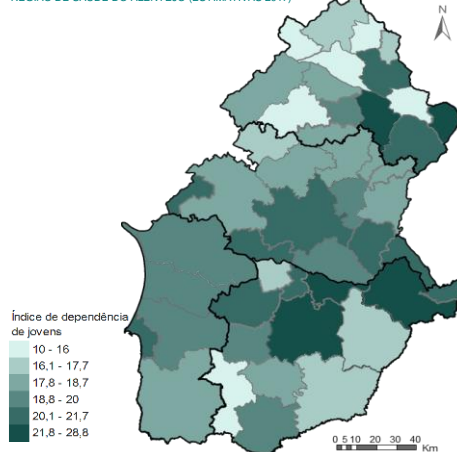 N
Índice de dependência
de jovens
10 - 16
16,1 - 17,7
17,8 - 18,7
18,8 - 20
20,1 - 21,7
21,8 - 28,8
0 5 10 20 30 40
Km